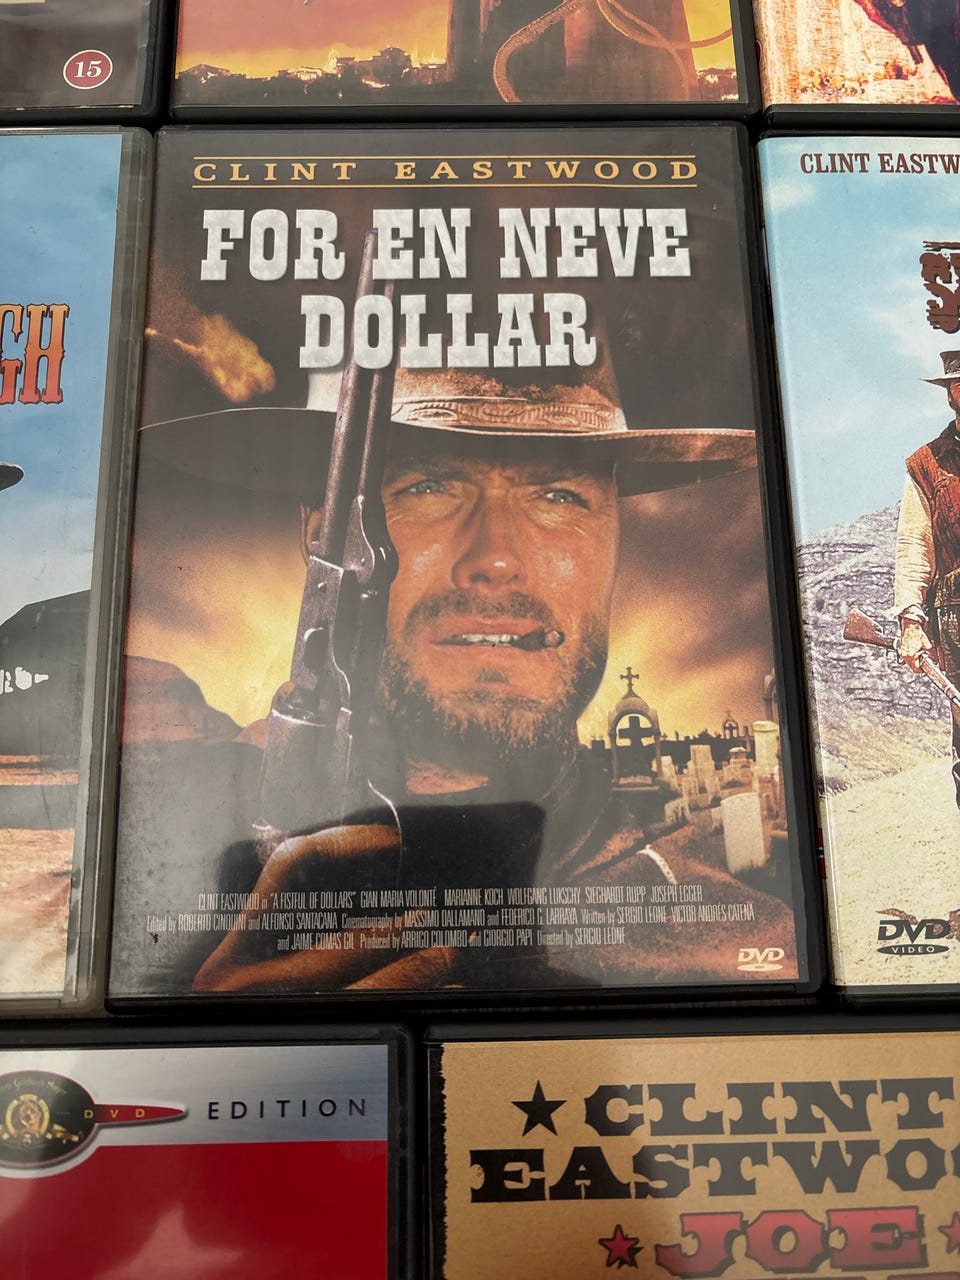 15
CLINT EASTWOOD
FOR EN NEVE
DOLLAR
CLINT EASTWOOD in "A FISTFUL OF DOLLARS" GIAN MARIA VOLONTÉ MARIANNE KOCH WOLFGANG LUKSCHY SIEGHARDT RUPP JOSEPH EGGER
Edited by ROBERTO CINQUINI and ALFONSO SANTACANA Cinematography by MASSIMO DALLAMANO and FEDERICO G. LARRAYA Written by SERGIO LEONE VICTOR ANDRÉS CATENA
and JAIME COMAS GIL Produced by ARRIGO COLOMBO and GIORGIO PAPI Directed by SERGIO LEONE
DVD
GH
CLINT EASTW
DVD
VIDEO
DVD EDITION
CLINT
EASTWO
JOE